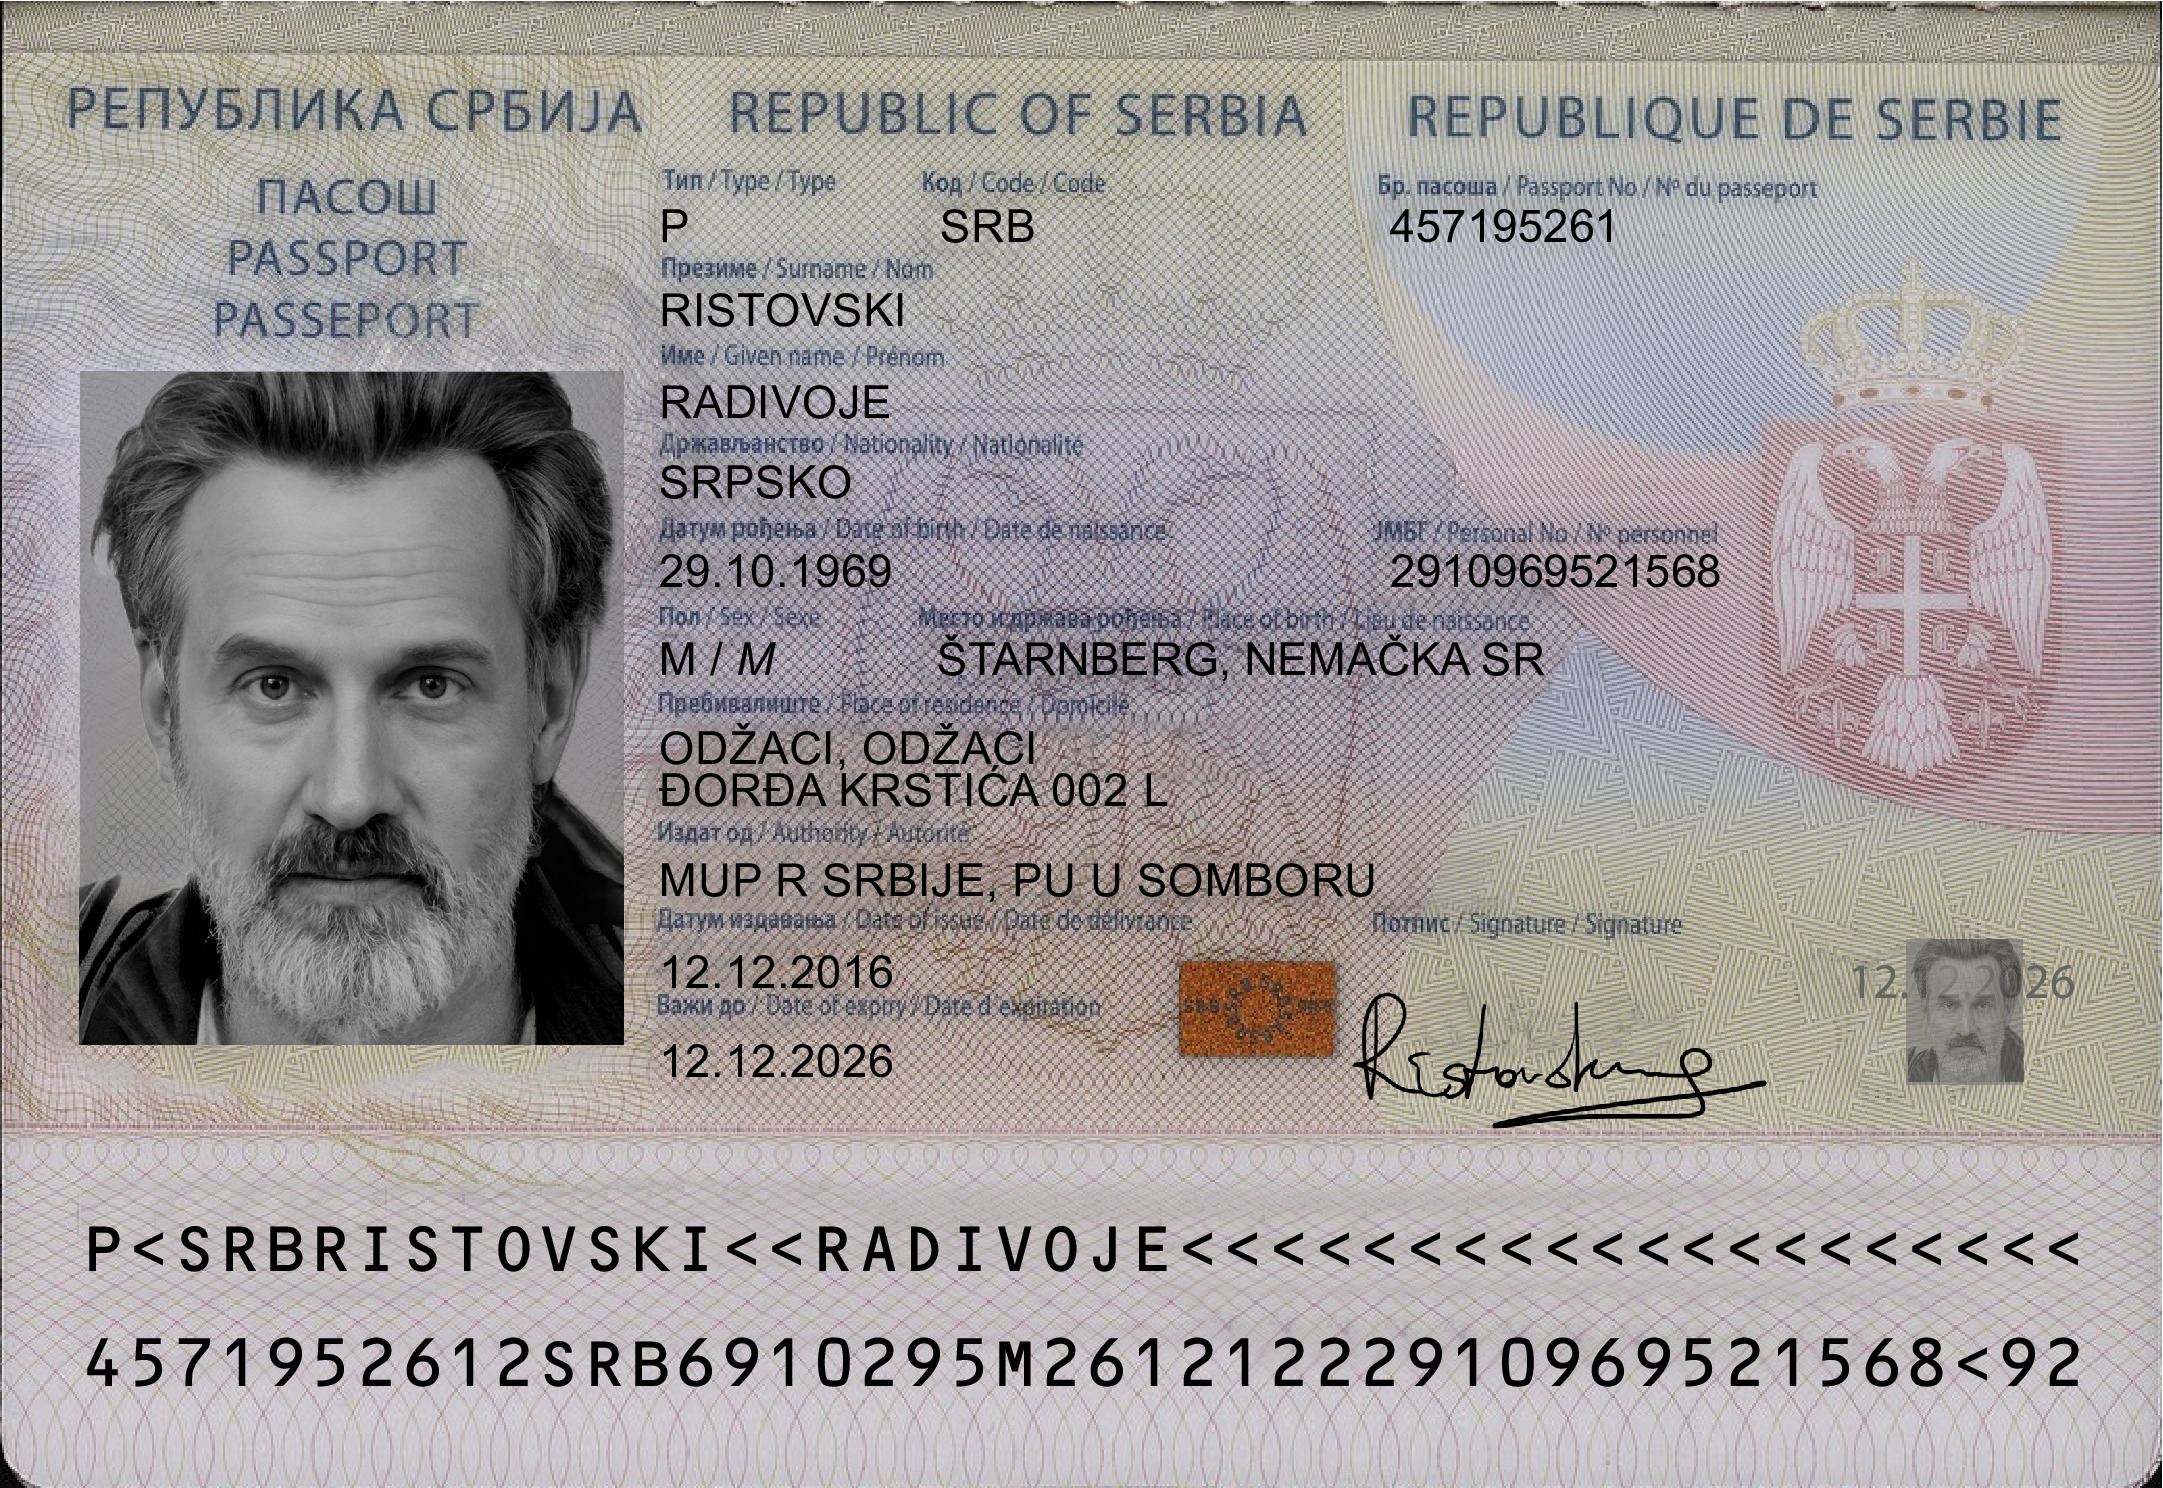 РЕПУБЛИКА СРБИЈА REPUBLIC OF SERBIA REPUBLIQUE DE SERBIE
ПАСОШ
PASSPORT
PASSEPORT
Тип / Type / Type Код / Code / Code Бр. пасоша / Passport No / Nº du passeport
P SRB 457195261
Презиме / Surname / Nom
RISTOVSKI
Име / Given name / Prénom
RADIVOJE
Држављанство / Nationality / Nationalité
SRPSKO
Датум рођења / Date of birth / Date de naissance ЈМБГ / Personal No / Nº personnel
29.10.1969 2910969521568
Пол / Sex / Sexe Место и држава рођења / Place of birth / Lieu de naissance
M / M ŠTARNBERG, NEMAČKA SR
Пребивалиште / Place of residence / Domicile
ODŽACI, ODŽACI
ĐORĐA KRSTIĆA 002 L
Издат од / Authority / Autorité
MUP R SRBIJE, PU U SOMBORU
Датум издавања / Date of issue / Date de délivrance Потпис / Signature / Signature
12.12.2016
12.12.2026
Важи до / Date of expiry / Date d expiration
12.12.2026
P<SRBRISTOVSKI<<RADIVOJE<<<<<<<<<<<<<<<<<<<<
4571952612SRB6910295M26121222910969521568<92